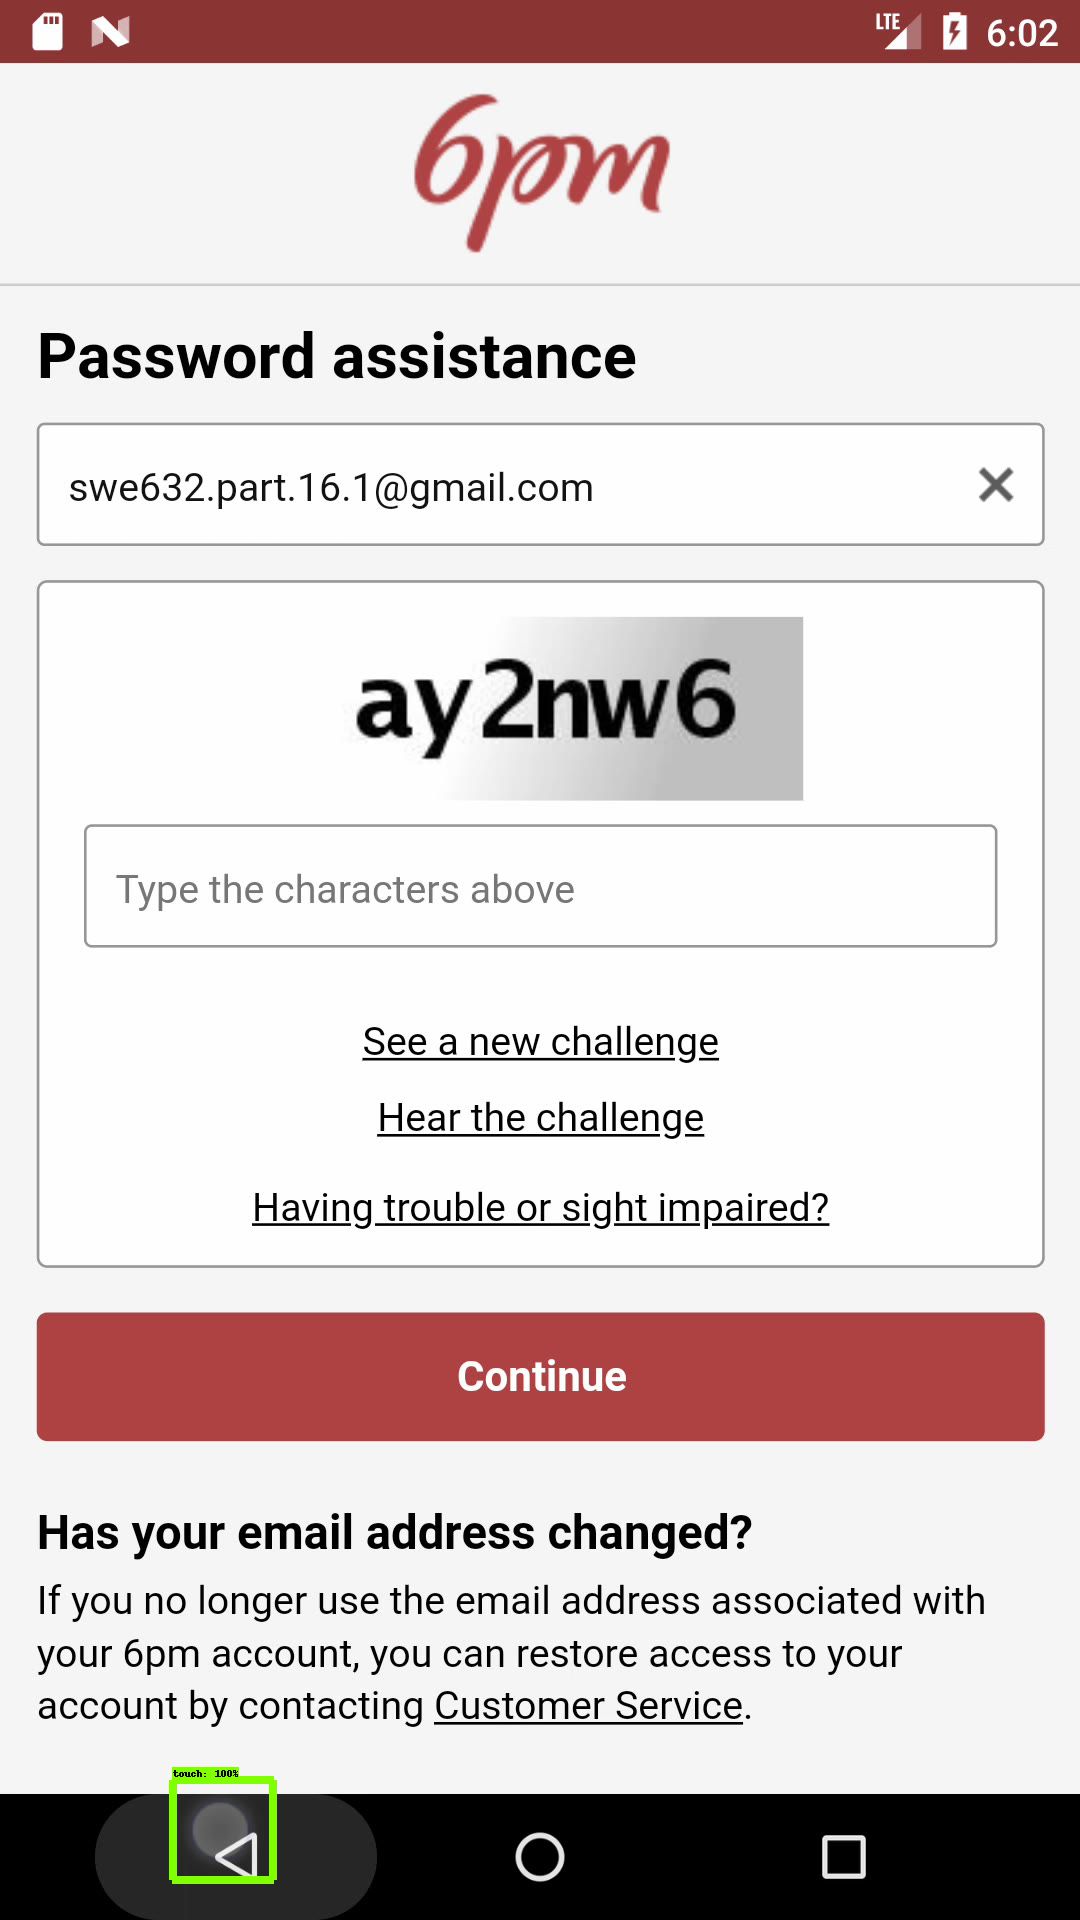 LTE 6:02
6pm
Password assistance
swe632.part.16.1@gmail.com
ay2nw6
Type the characters above
See a new challenge
Hear the challenge
Having trouble or sight impaired?
Continue
Has your email address changed?
If you no longer use the email address associated with
your 6pm account, you can restore access to your
account by contacting Customer Service.
touch: 100%